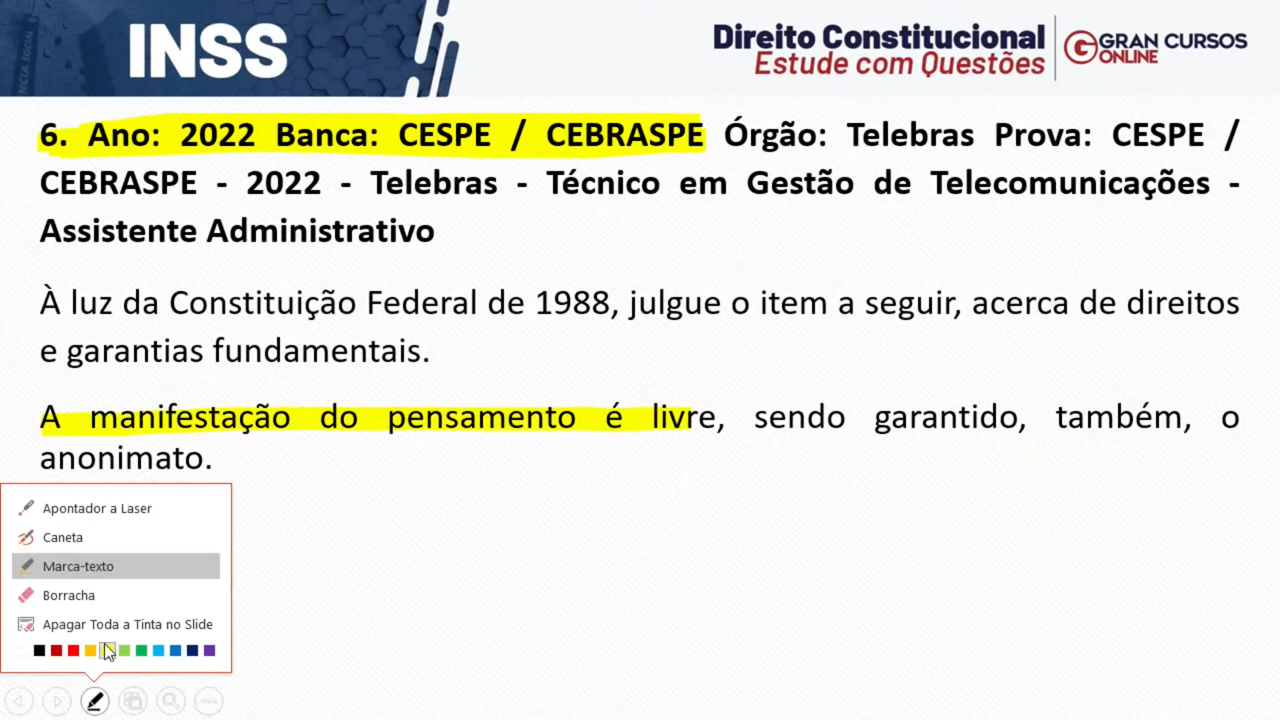 INSS
Direito Constitucional
Estude com Questões
GRAN CURSOS
ONLINE
6. Ano: 2022 Banca: CESPE / CEBRASPE Órgão: Telebras Prova: CESPE /
CEBRASPE - 2022 - Telebras - Técnico em Gestão de Telecomunicações -
Assistente Administrativo
À luz da Constituição Federal de 1988, julgue o item a seguir, acerca de direitos
e garantias fundamentais.
A manifestação do pensamento é livre, sendo garantido, também, o
anonimato.
Apontador a Laser
Caneta
Marca-texto
Borracha
Apagar Toda a Tinta no Slide